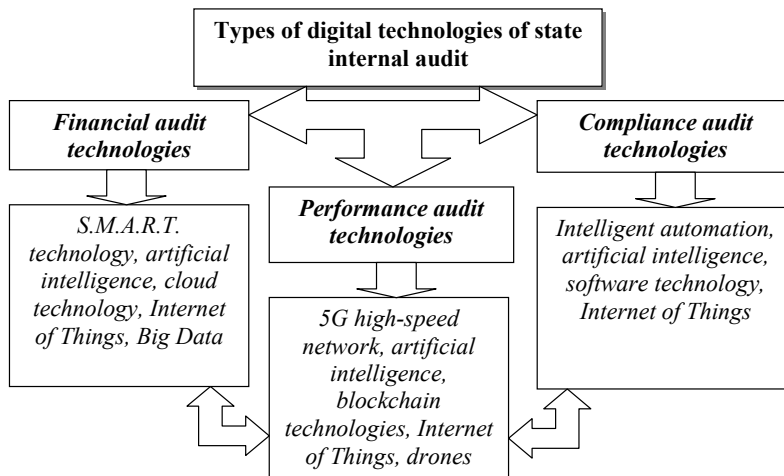 Types of digital technologies of state
internal audit
Financial audit
technologies
Compliance audit
technologies
Performance audit
technologies
S.M.A.R.T.
technology, artificial
intelligence, cloud
technology, Internet
of Things, Big Data
5G high-speed
network, artificial
intelligence,
blockchain
technologies, Internet
of Things, drones
Intelligent automation,
artificial intelligence,
software technology,
Internet of Things